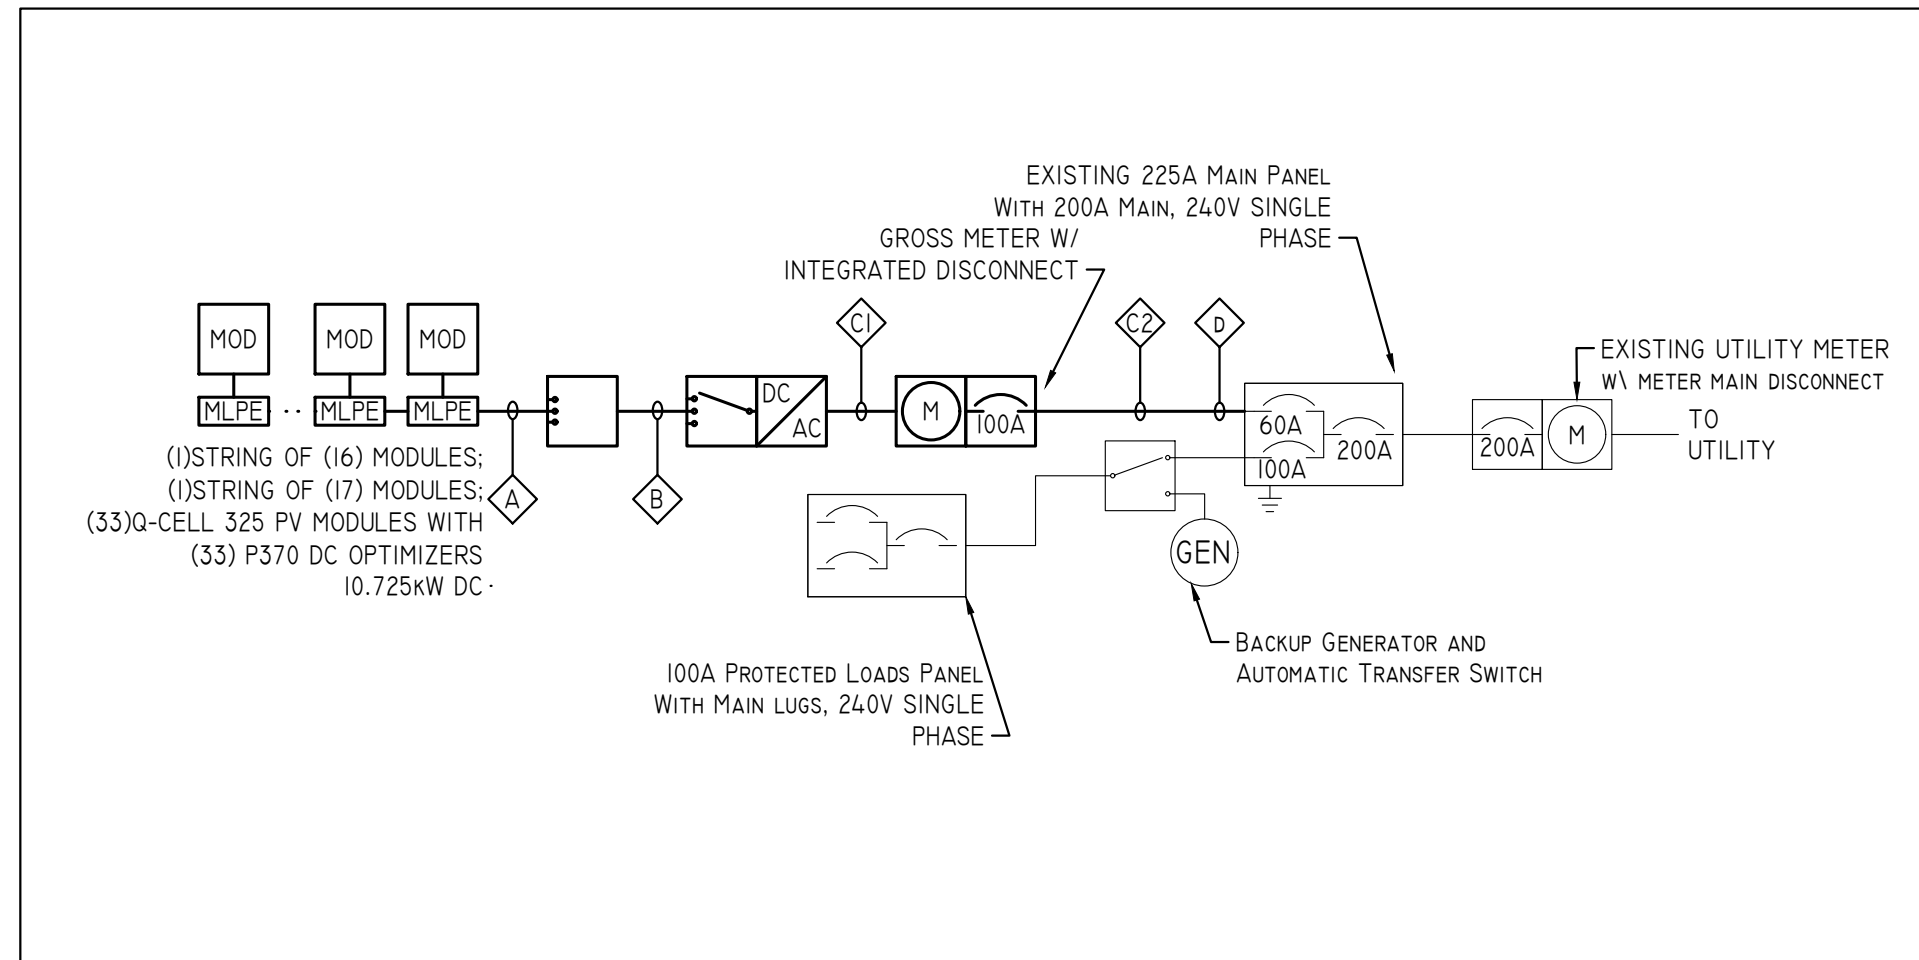 EXISTING 225A MAIN PANEL
WITH 200A MAIN, 240V SINGLE
PHASE
GROSS METER W/
INTEGRATED DISCONNECT
C1
C2
D
MOD
MOD
MOD
EXISTING UTILITY METER
W\ METER MAIN DISCONNECT
MLPE
MLPE
MLPE
DC
AC
M
100A
60A
100A
200A
200A
M
TO
UTILITY
(1)STRING OF (16) MODULES;
(1)STRING OF (17) MODULES;
(33)Q-CELL 325 PV MODULES WITH
(33) P370 DC OPTIMIZERS
10.725KW DC
A
B
GEN
BACKUP GENERATOR AND
AUTOMATIC TRANSFER SWITCH
100A PROTECTED LOADS PANEL
WITH MAIN LUGS, 240V SINGLE
PHASE